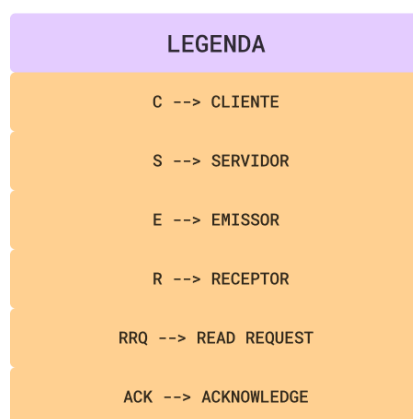 LEGENDA
C --> CLIENTE
S --> SERVIDOR
E --> EMISSOR
R --> RECEPTOR
RRQ --> READ REQUEST
ACK --> ACKNOWLEDGE